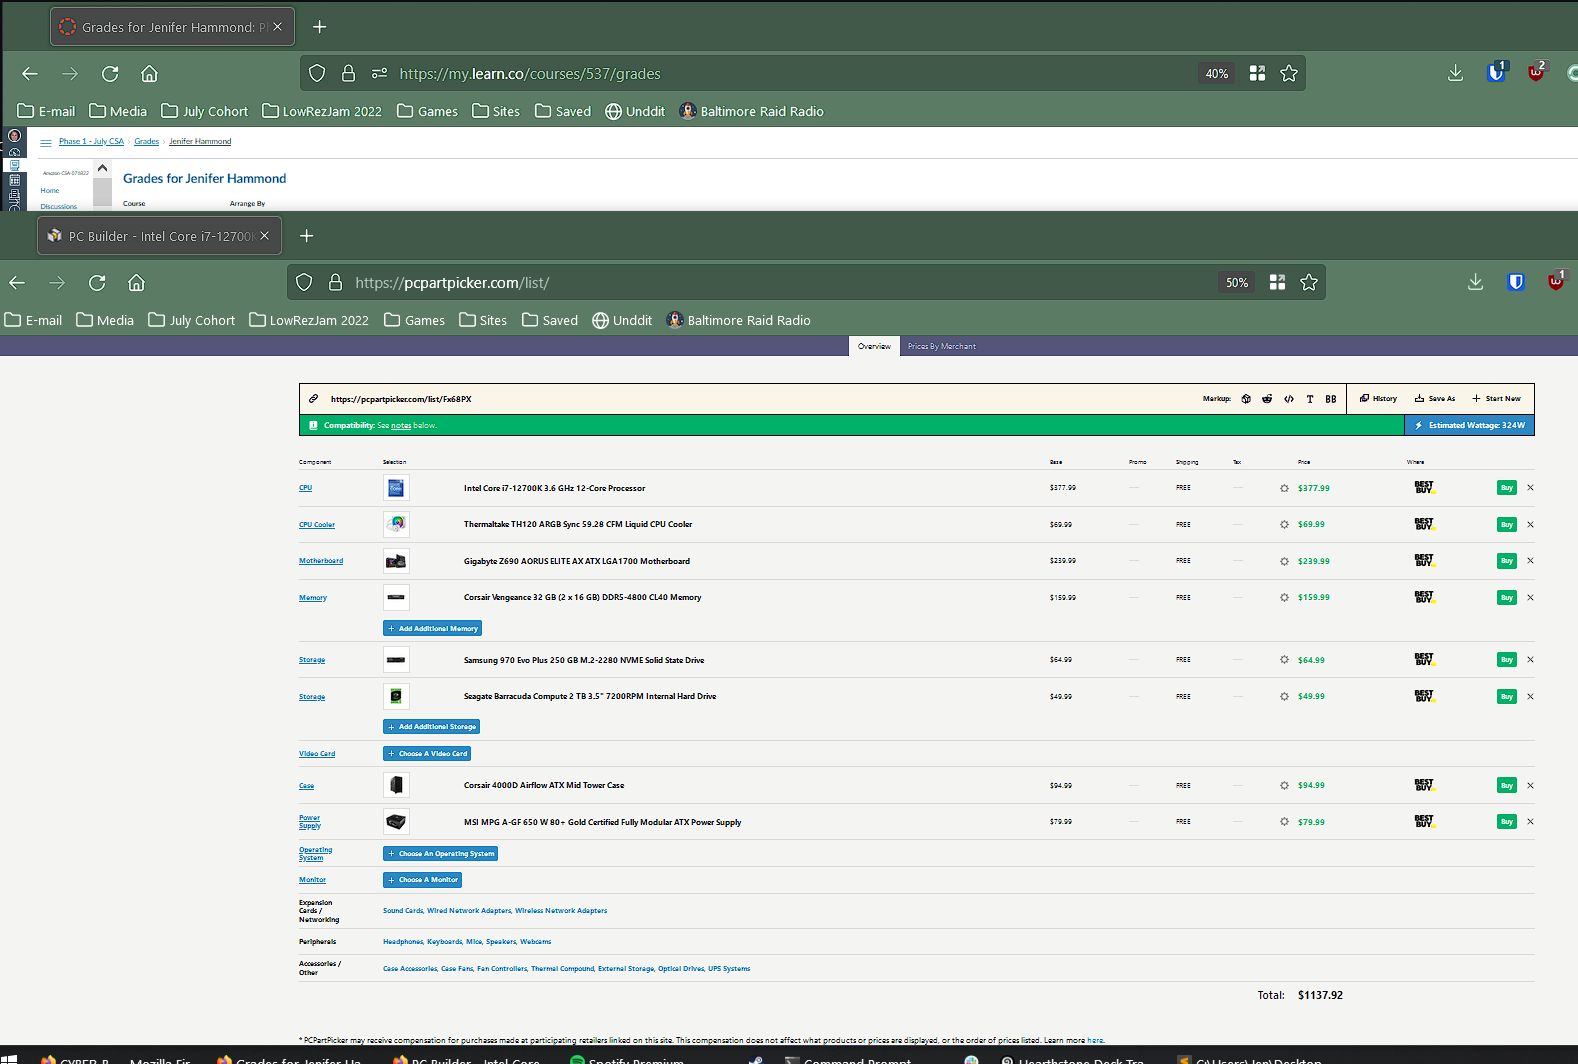 Grades for Jenifer Hammond: Pl
https://my.learn.co/courses/537/grades
40%
1
2
E-mail Media July Cohort LowRezJam 2022 Games Sites Saved Unddit Baltimore Raid Radio
Phase 1 - July CSA › Grades › Jenifer Hammond
Amazon-CSA-071822
Home
Discussions
Grades for Jenifer Hammond
Course Arrange By
PC Builder - Intel Core i7-12700K
https://pcpartpicker.com/list/
50%
1
E-mail Media July Cohort LowRezJam 2022 Games Sites Saved Unddit Baltimore Raid Radio
Overview Prices By Merchant
https://pcpartpicker.com/list/Fx68PX Markup: T BB History Save As + Start New
Compatibility: See notes below. Estimated Wattage: 324W
Component Selection Base Promo Shipping Tax Price Where
CPU Intel Core i7-12700K 3.6 GHz 12-Core Processor $377.99 — FREE — $377.99 BEST BUY Buy
CPU Cooler Thermaltake TH120 ARGB Sync 59.28 CFM Liquid CPU Cooler $69.99 — FREE — $69.99 BEST BUY Buy
Motherboard Gigabyte Z690 AORUS ELITE AX ATX LGA1700 Motherboard $239.99 — FREE — $239.99 BEST BUY Buy
Memory Corsair Vengeance 32 GB (2 x 16 GB) DDR5-4800 CL40 Memory $159.99 — FREE — $159.99 BEST BUY Buy
+ Add Additional Memory
Storage Samsung 970 Evo Plus 250 GB M.2-2280 NVME Solid State Drive $64.99 — FREE — $64.99 BEST BUY Buy
Storage Seagate Barracuda Compute 2 TB 3.5" 7200RPM Internal Hard Drive $49.99 — FREE — $49.99 BEST BUY Buy
+ Add Additional Storage
Video Card + Choose A Video Card
Case Corsair 4000D Airflow ATX Mid Tower Case $94.99 — FREE — $94.99 BEST BUY Buy
Power Supply MSI MPG A-GF 650 W 80+ Gold Certified Fully Modular ATX Power Supply $79.99 — FREE — $79.99 BEST BUY Buy
Operating System + Choose An Operating System
Monitor + Choose A Monitor
Expansion Cards / Networking Sound Cards, Wired Network Adapters, Wireless Network Adapters
Peripherals Headphones, Keyboards, Mice, Speakers, Webcams
Accessories / Other Case Accessories, Case Fans, Fan Controllers, Thermal Compound, External Storage, Optical Drives, UPS Systems
Total: $1137.92
* PCPartPicker may receive compensation for purchases made at participating retailers linked on this site. This compensation does not affect what products or prices are displayed, or the order of prices listed. Learn more here.
Mozilla Fir Grades for Jenifer Ha PC Builder - Intel Core Spotify Premium Command Prompt Hearthstone Deck Tra C:\Users\Jen\Desktop